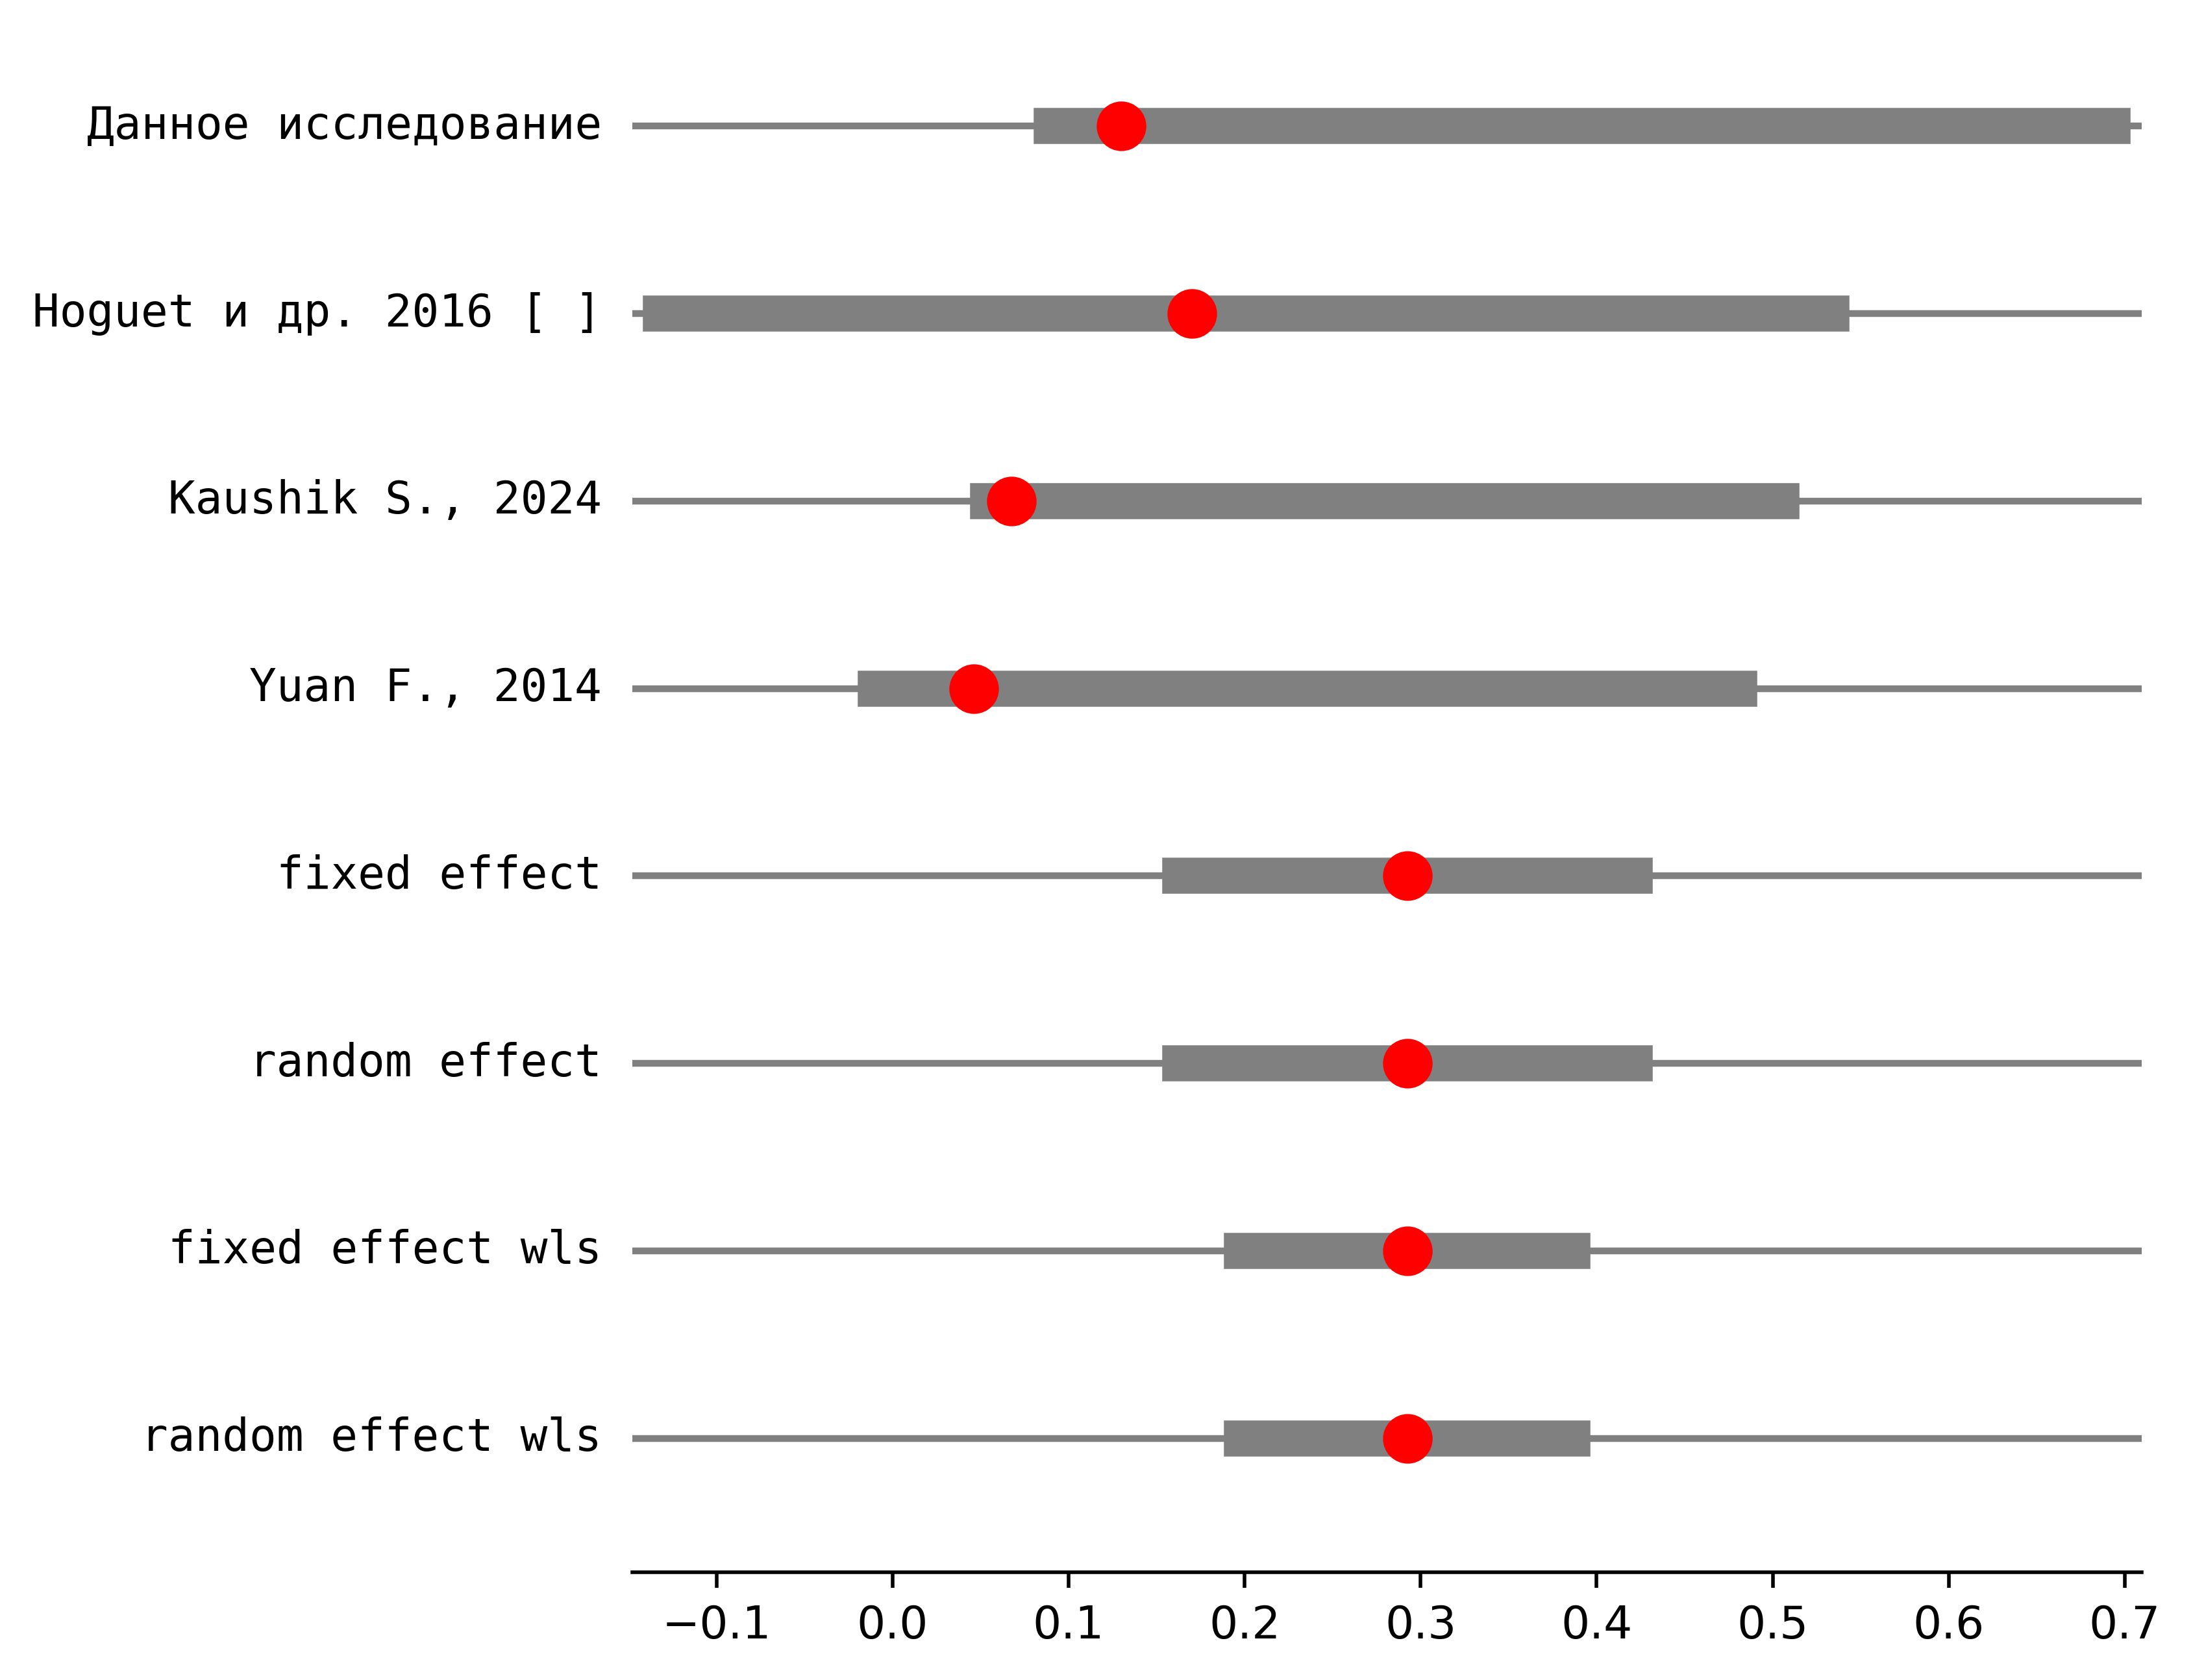 Данное исследование
Hoguet и др. 2016 [ ]
Kaushik S., 2024
Yuan F., 2014
fixed effect
random effect
fixed effect wls
random effect wls
−0.1 0.0 0.1 0.2 0.3 0.4 0.5 0.6 0.7